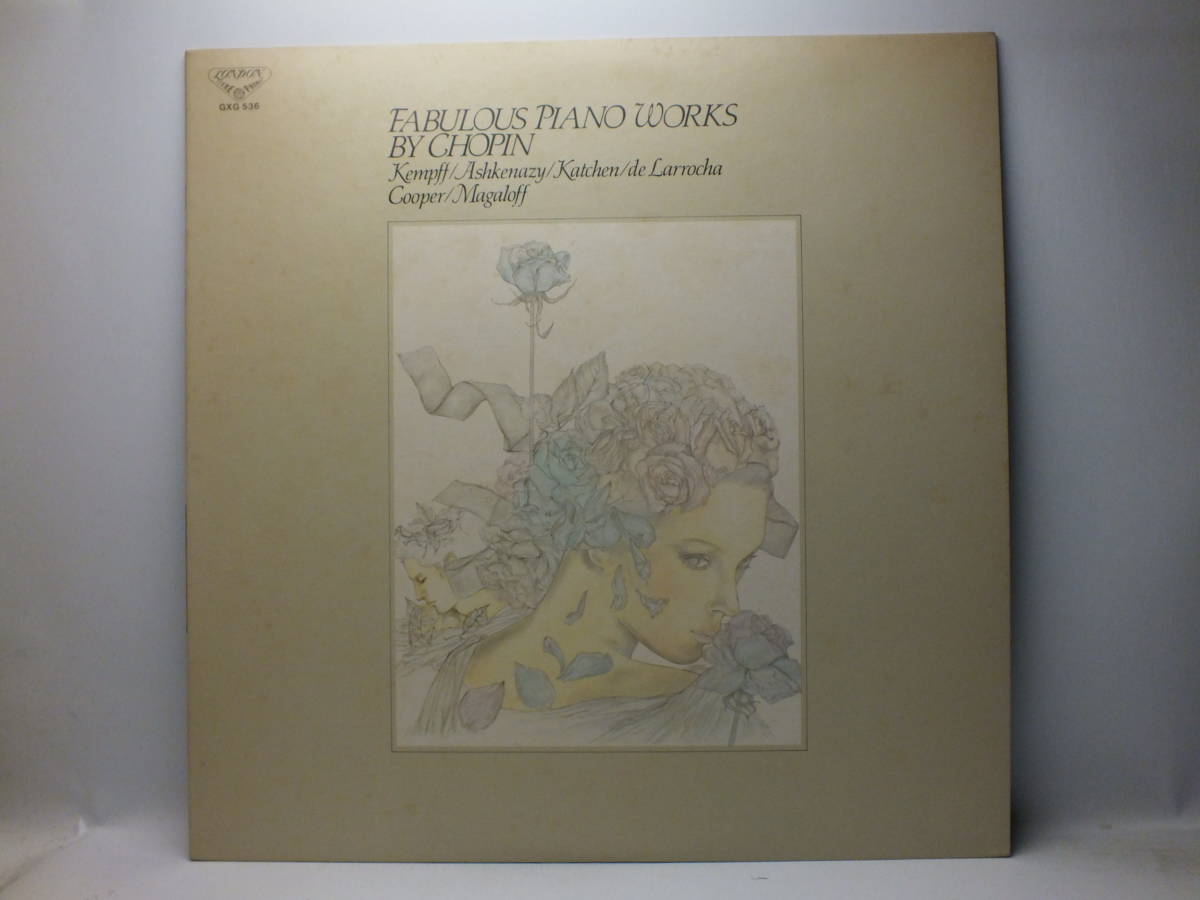 LONDON
GXG 536
FABULOUS PIANO WORKS
BY CHOPIN
Kempff/Ashkenazy/Katchen/de Larrocha
Cooper/Magaloff